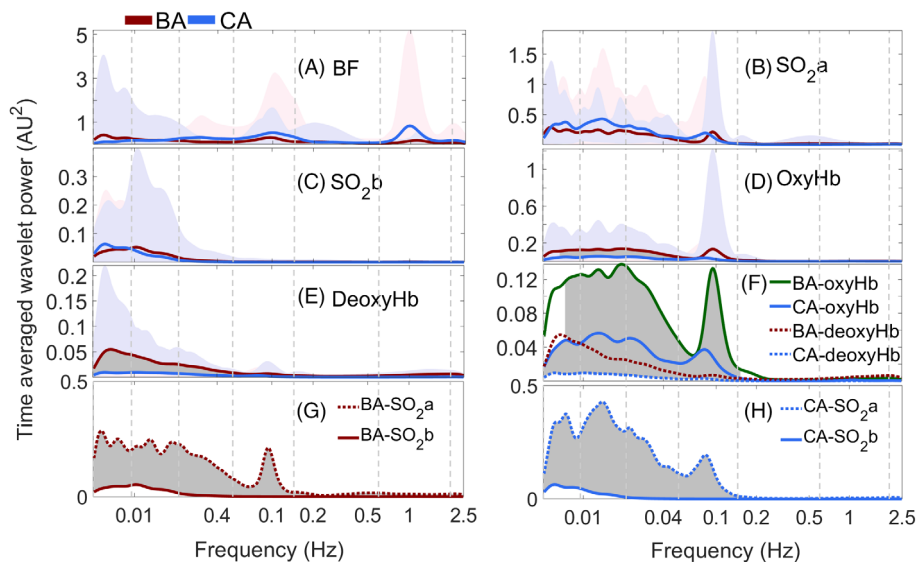 BA CA
Time averaged wavelet power (AU²)
5
3
1
(A) BF
1.5
1
0.5
0
(B) SO₂a
0.3
0.2
0.1
(C) SO₂b
1
0.6
0.2
(D) OxyHb
0.2
0.15
0.1
0.05
(E) DeoxyHb
0.12
0.08
0.04
(F)
BA-oxyHb
CA-oxyHb
BA-deoxyHb
CA-deoxyHb
0.5
0
(G)
BA-SO₂a
BA-SO₂b
0.5
0
(H)
CA-SO₂a
CA-SO₂b
0.01 0.4 0.1 0.2 0.5 1 2.5
Frequency (Hz)
0.01 0.04 0.1 0.2 0.5 1 2.5
Frequency (Hz)